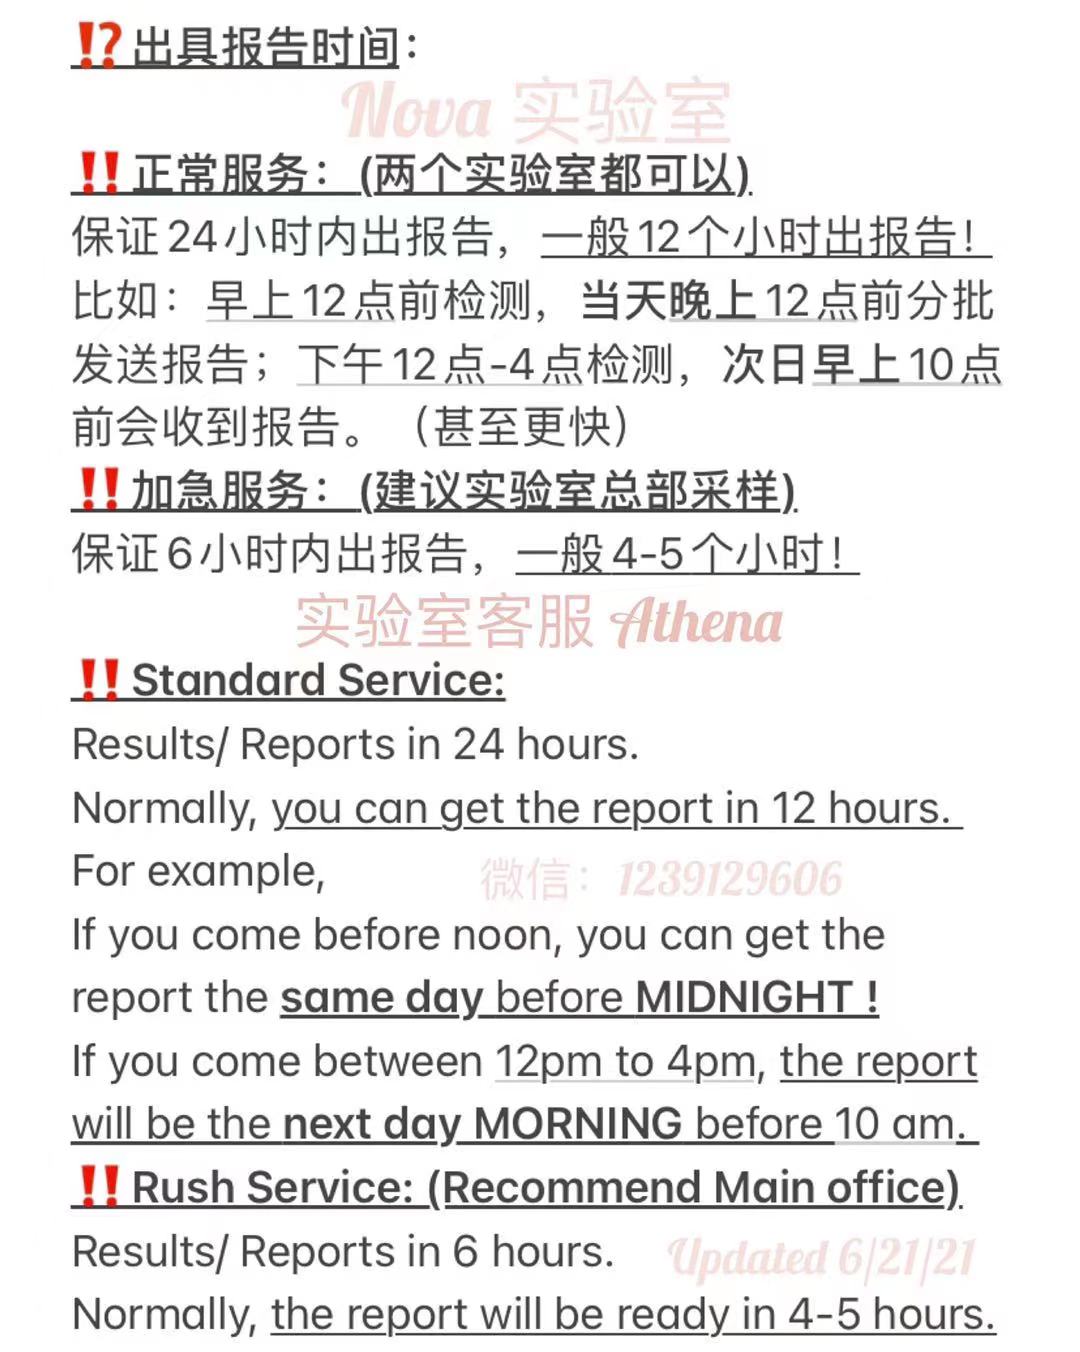 ⁉️出具报告时间：
Nova 实验室
‼️正常服务：(两个实验室都可以)
保证24小时内出报告，一般12个小时出报告！
比如：早上12点前检测，当天晚上12点前分批
发送报告；下午12点-4点检测，次日早上10点
前会收到报告。（甚至更快）
‼️加急服务：(建议实验室总部采样)
保证6小时内出报告，一般4-5个小时！
实验室客服 Athena
‼️Standard Service:
Results/ Reports in 24 hours.
Normally, you can get the report in 12 hours.
For example,
微信：1239129606
If you come before noon, you can get the
report the same day before MIDNIGHT !
If you come between 12pm to 4pm, the report
will be the next day MORNING before 10 am.
‼️Rush Service: (Recommend Main office)
Results/ Reports in 6 hours.
Updated 6/21/21
Normally, the report will be ready in 4-5 hours.